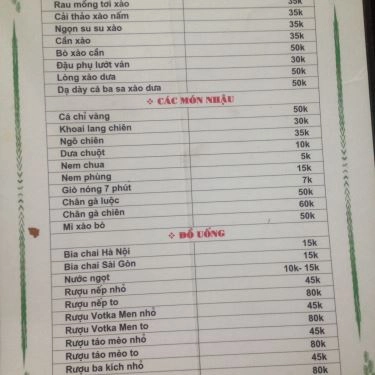 Rau mống tơi xào 35k
Cải thảo xào nấm 35k
Ngọn su su xào 35k
Cần xào 35k
Bò xào cần 50k
Đậu phụ lướt ván 30k
Lòng xào dưa 50k
Dạ dày cá ba sa xào dưa 50k
❖ CÁC MÓN NHẬU
Cá chỉ vàng 50k
Khoai lang chiên 30k
Ngô chiên 35k
Dưa chuột 10k
Nem chua 5k
Nem phùng 15k
Giò nóng 7 phút 7k
Chân gà luộc 50k
Chân gà chiên 60k
Mì xào bò 50k
❖ ĐỒ UỐNG
Bia chai Hà Nội 15k
Bia chai Sài Gòn 15k
Nước ngọt 10k- 15k
Rượu nếp nhỏ 45k
Rượu nếp to 80k
Rượu Votka Men nhỏ 45k
Rượu Votka Men to 80k
Rượu táo mèo nhỏ 45k
Rượu táo mèo to 80k
Rượu ba kích nhỏ 45k
80k